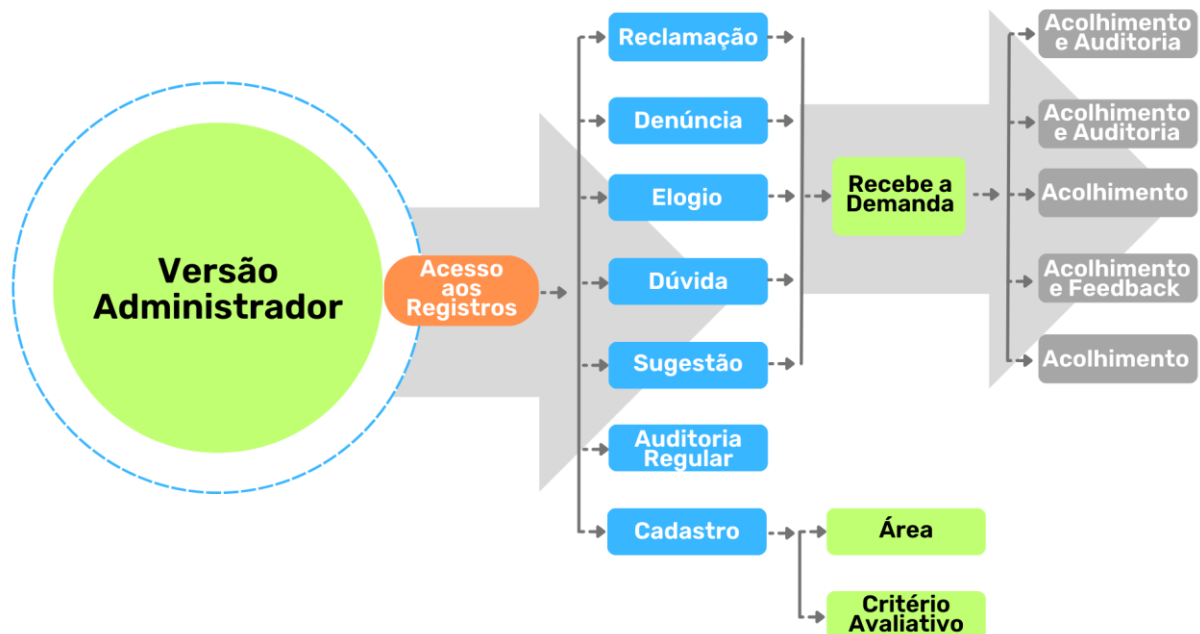 Versão
Administrador
Acesso
aos
Registros
Reclamação
Denúncia
Elogio
Dúvida
Sugestão
Auditoria
Regular
Cadastro
Recebe a
Demanda
Área
Critério
Avaliativo
Acolhimento
e Auditoria
Acolhimento
e Auditoria
Acolhimento
Acolhimento
e Feedback
Acolhimento